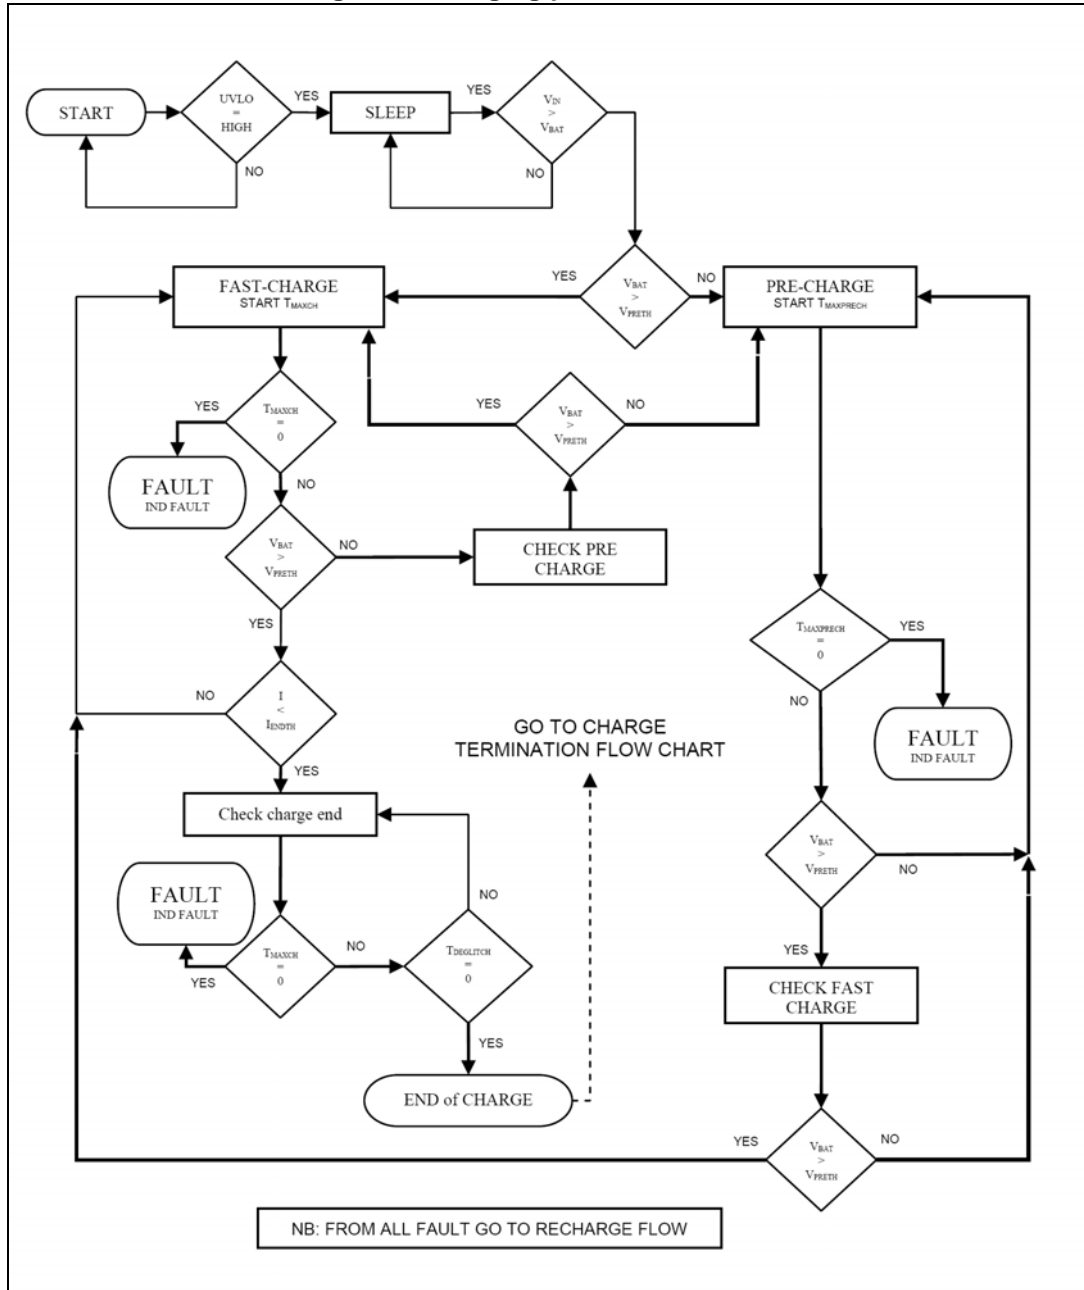 START
UVLO
=
HIGH
YES
NO
SLEEP
YES
VIN
>
VBAT
NO
FAST-CHARGE
START TMAXCH
YES
VBAT
>
VPRETH
NO
PRE-CHARGE
START TMAXPRECH
YES
TMAXCH
=
0
NO
FAULT
IND FAULT
YES
VBAT
>
VPRETH
NO
VBAT
>
VPRETH
NO
YES
CHECK PRE
CHARGE
TMAXPRECH
=
0
YES
NO
FAULT
IND FAULT
NO
I
<
IENDTH
YES
GO TO CHARGE
TERMINATION FLOW CHART
Check charge end
VBAT
>
VPRETH
NO
YES
FAULT
IND FAULT
TMAXCH
=
0
YES
NO
TDEGLITCH
=
0
NO
YES
CHECK FAST
CHARGE
END of CHARGE
YES
VBAT
>
VPRETH
NO
NB: FROM ALL FAULT GO TO RECHARGE FLOW